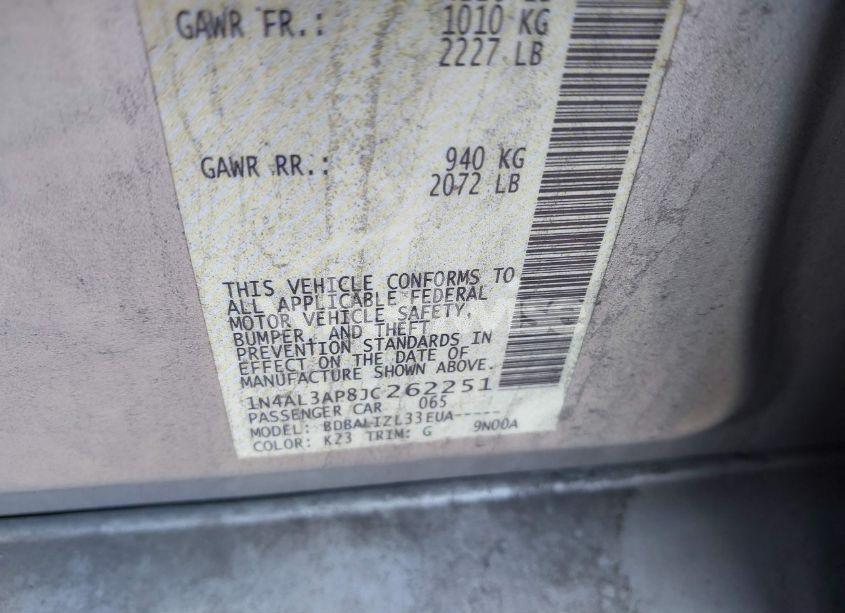 GAWR FR.: 1010 KG
2227 LB
GAWR RR.: 940 KG
2072 LB
THIS VEHICLE CONFORMS TO
ALL APPLICABLE FEDERAL
MOTOR VEHICLE SAFETY,
BUMPER, AND THEFT
PREVENTION STANDARDS IN
EFFECT ON THE DATE OF
MANUFACTURE SHOWN ABOVE.
1N4AL3AP8JC262251
PASSENGER CAR 065
MODEL: BDBALIZL33EUA-----
COLOR: K23 TRIM: G 9N00A